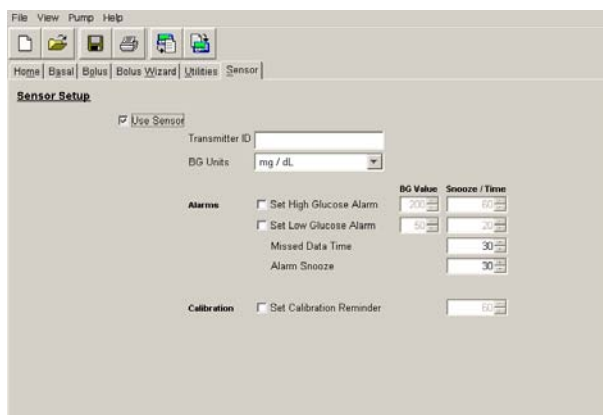 File View Pump Help
Home Basal Bolus Bolus Wizard Utilities Sensor
Sensor Setup
Use Sensor
Transmitter ID
BG Units mg / dL
BG Value Snooze / Time
Alarms Set High Glucose Alarm 200 60
Set Low Glucose Alarm 50 20
Missed Data Time 30
Alarm Snooze 30
Calibration Set Calibration Reminder 60